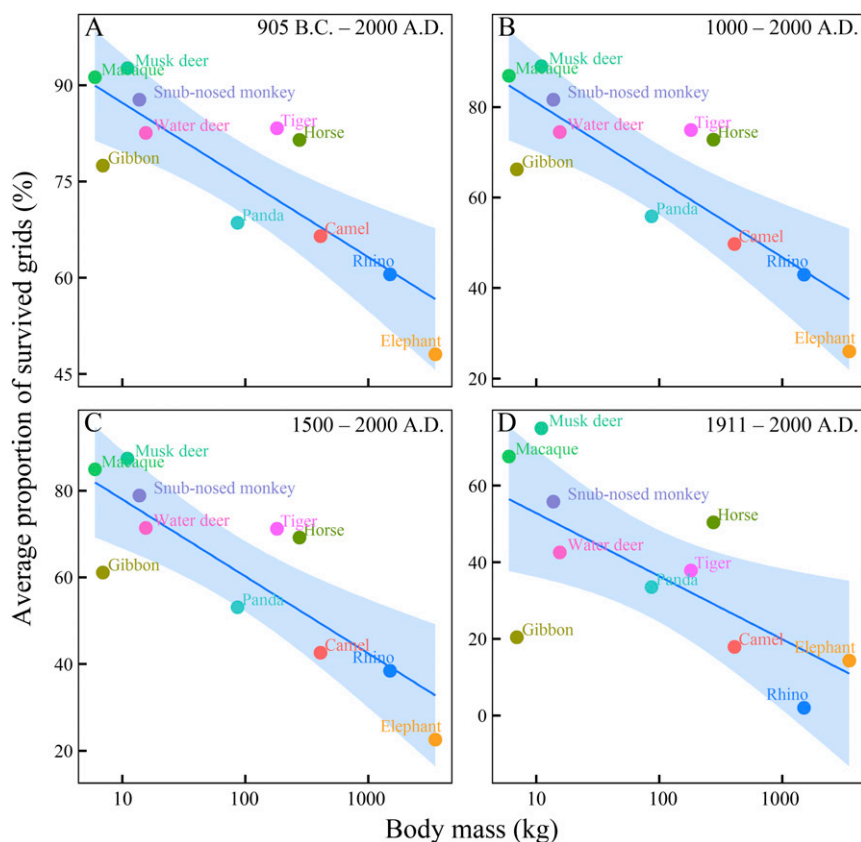 A
905 B.C. – 2000 A.D.
Musk deer
Macaque
Snub-nosed monkey
Water deer
Tiger
Horse
Gibbon
Panda
Camel
Rhino
Elephant
90
75
60
45
B
1000 – 2000 A.D.
Musk deer
Macaque
Snub-nosed monkey
Water deer
Tiger
Horse
Gibbon
Panda
Camel
Rhino
Elephant
80
60
40
20
C
1500 – 2000 A.D.
Musk deer
Macaque
Snub-nosed monkey
Water deer
Tiger
Horse
Gibbon
Panda
Camel
Rhino
Elephant
80
60
40
20
10
100
1000
D
1911 – 2000 A.D.
Musk deer
Macaque
Snub-nosed monkey
Horse
Water deer
Tiger
Panda
Gibbon
Camel
Elephant
Rhino
60
40
20
0
10
100
1000
Average proportion of survived grids (%)
Body mass (kg)